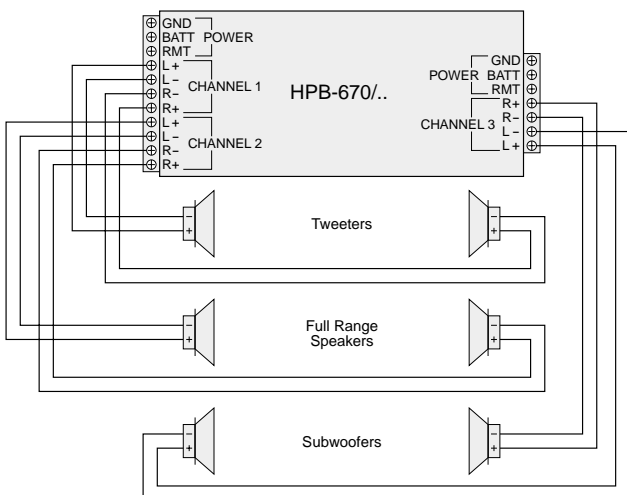 GND
BATT POWER
RMT
L+
L–
CHANNEL 1
R–
R+
L+
L–
CHANNEL 2
R–
R+
HPB-670/..
GND
POWER BATT
RMT
R+
R–
CHANNEL 3
L–
L+
– +
Tweeters
– +
– +
Full Range
Speakers
– +
– +
Subwoofers
– +